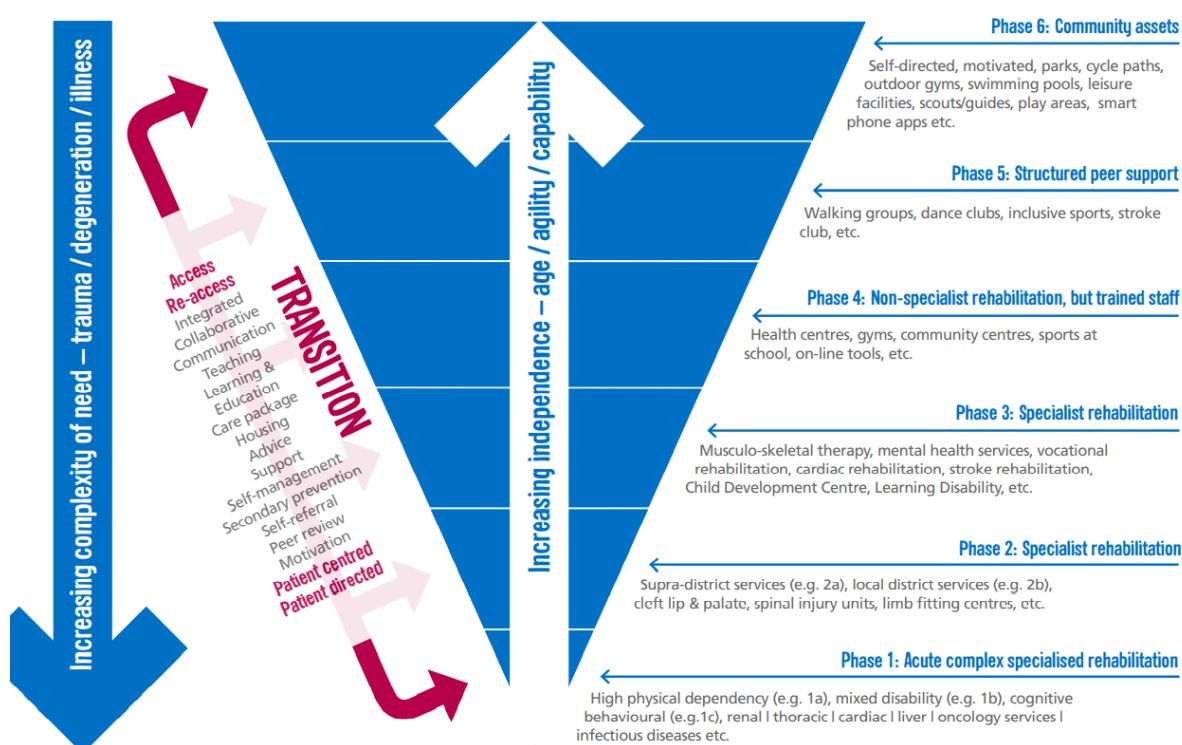 Increasing complexity of need – trauma / degeneration / illness
Access
Re-access
Integrated
Collaborative
Communication
Teaching
Learning &
Education
Care package
Housing
Advice
Support
Self-management
Secondary prevention
Self-referral
Peer review
Motivation
Patient centred
Patient directed
TRANSITION
Increasing independence – age / agility / capability
Phase 6: Community assets
Self-directed, motivated, parks, cycle paths,
outdoor gyms, swimming pools, leisure
facilities, scouts/guides, play areas, smart
phone apps etc.
Phase 5: Structured peer support
Walking groups, dance clubs, inclusive sports, stroke
club, etc.
Phase 4: Non-specialist rehabilitation, but trained staff
Health centres, gyms, community centres, sports at
school, on-line tools, etc.
Phase 3: Specialist rehabilitation
Musculo-skeletal therapy, mental health services, vocational
rehabilitation, cardiac rehabilitation, stroke rehabilitation,
Child Development Centre, Learning Disability, etc.
Phase 2: Specialist rehabilitation
Supra-district services (e.g. 2a), local district services (e.g. 2b),
cleft lip & palate, spinal injury units, limb fitting centres, etc.
Phase 1: Acute complex specialised rehabilitation
High physical dependency (e.g. 1a), mixed disability (e.g. 1b), cognitive
behavioural (e.g.1c), renal l thoracic l cardiac l liver l oncology services l
infectious diseases etc.